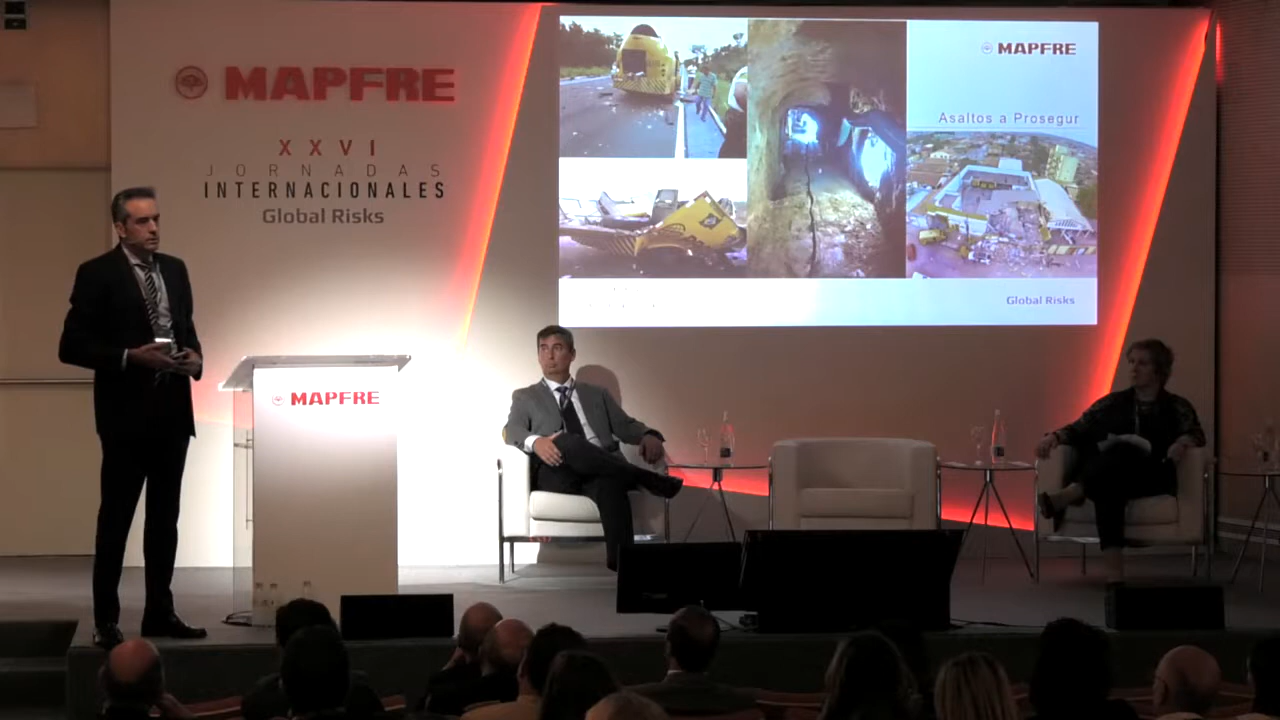 MAPFRE
XXVI
JORNADAS
INTERNACIONALES
Global Risks
MAPFRE
Asaltos a Prosegur
Global Risks
MAPFRE